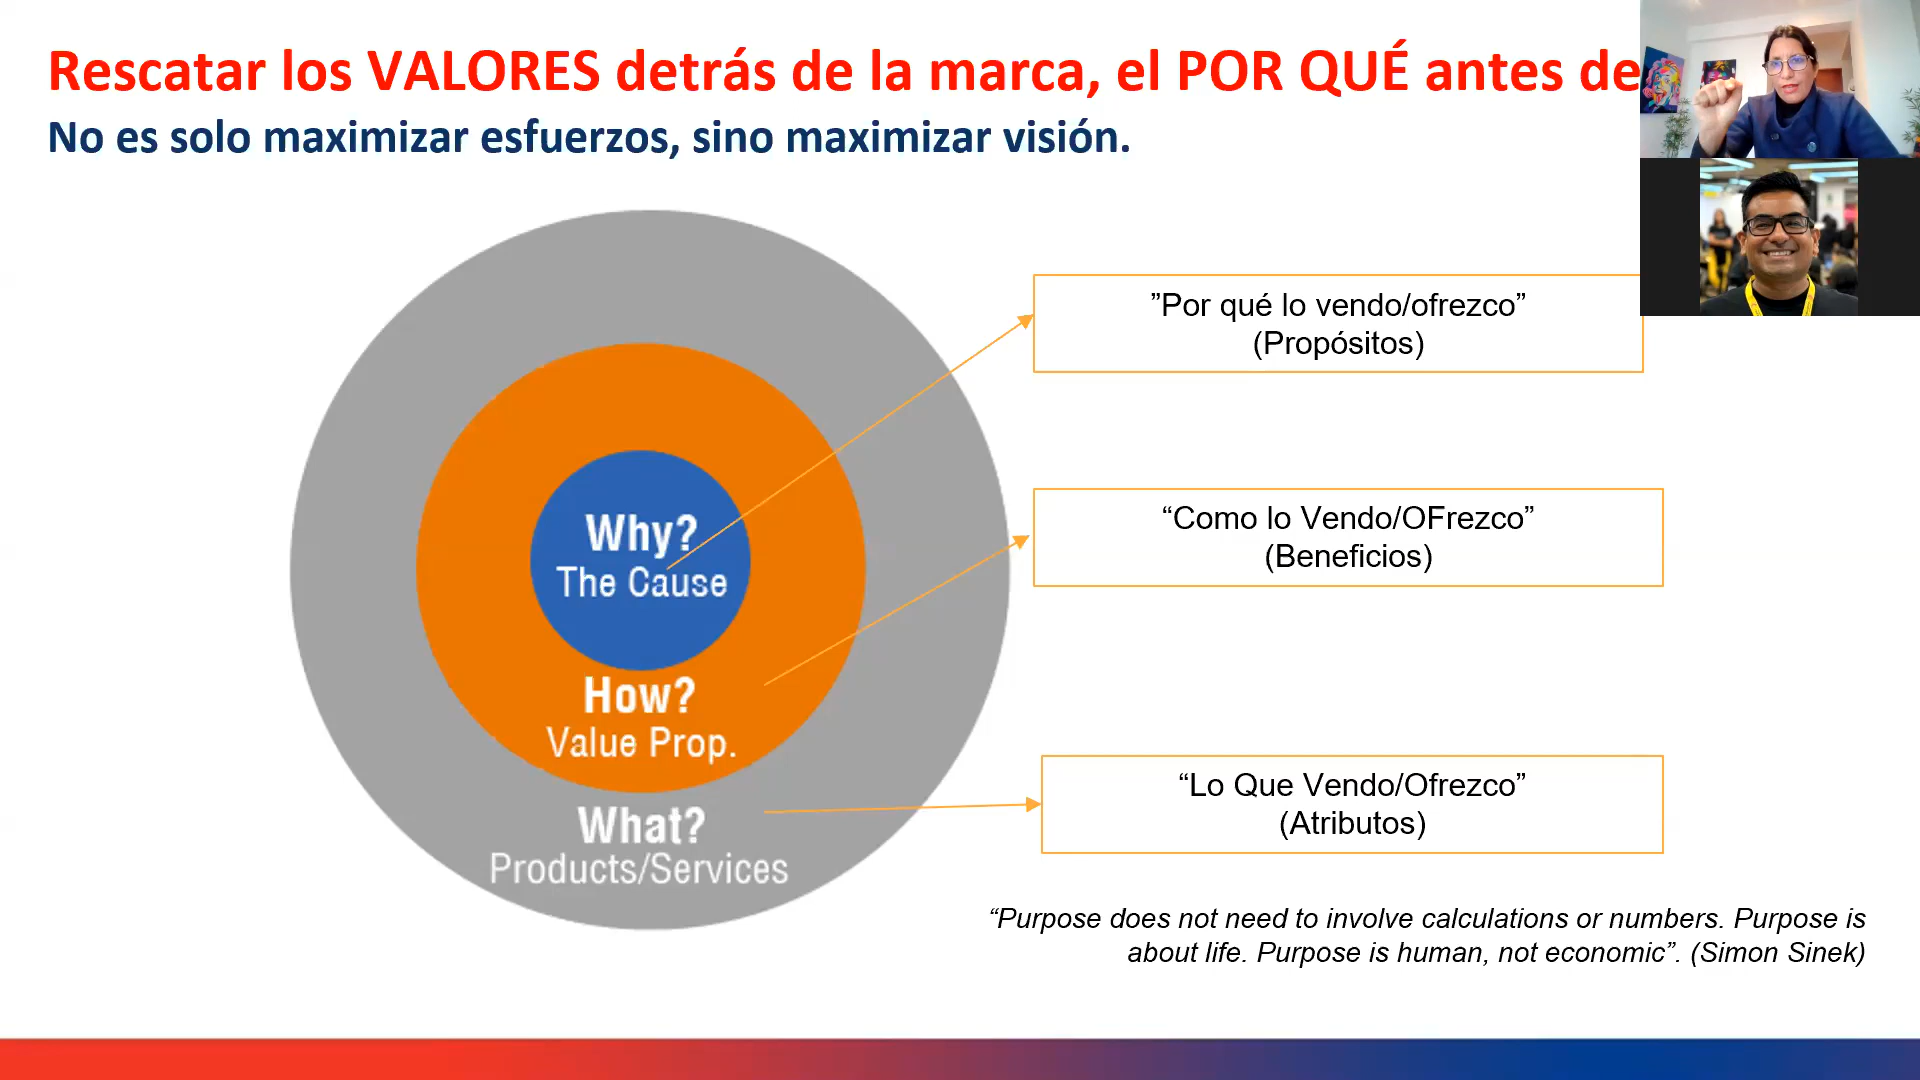 Rescatar los VALORES detrás de la marca, el POR QUÉ antes de
No es solo maximizar esfuerzos, sino maximizar visión.
”Por qué lo vendo/ofrezco”
(Propósitos)
Why?
The Cause
“Como lo Vendo/OFrezco”
(Beneficios)
How?
Value Prop.
“Lo Que Vendo/Ofrezco”
(Atributos)
What?
Products/Services
“Purpose does not need to involve calculations or numbers. Purpose is
about life. Purpose is human, not economic”. (Simon Sinek)